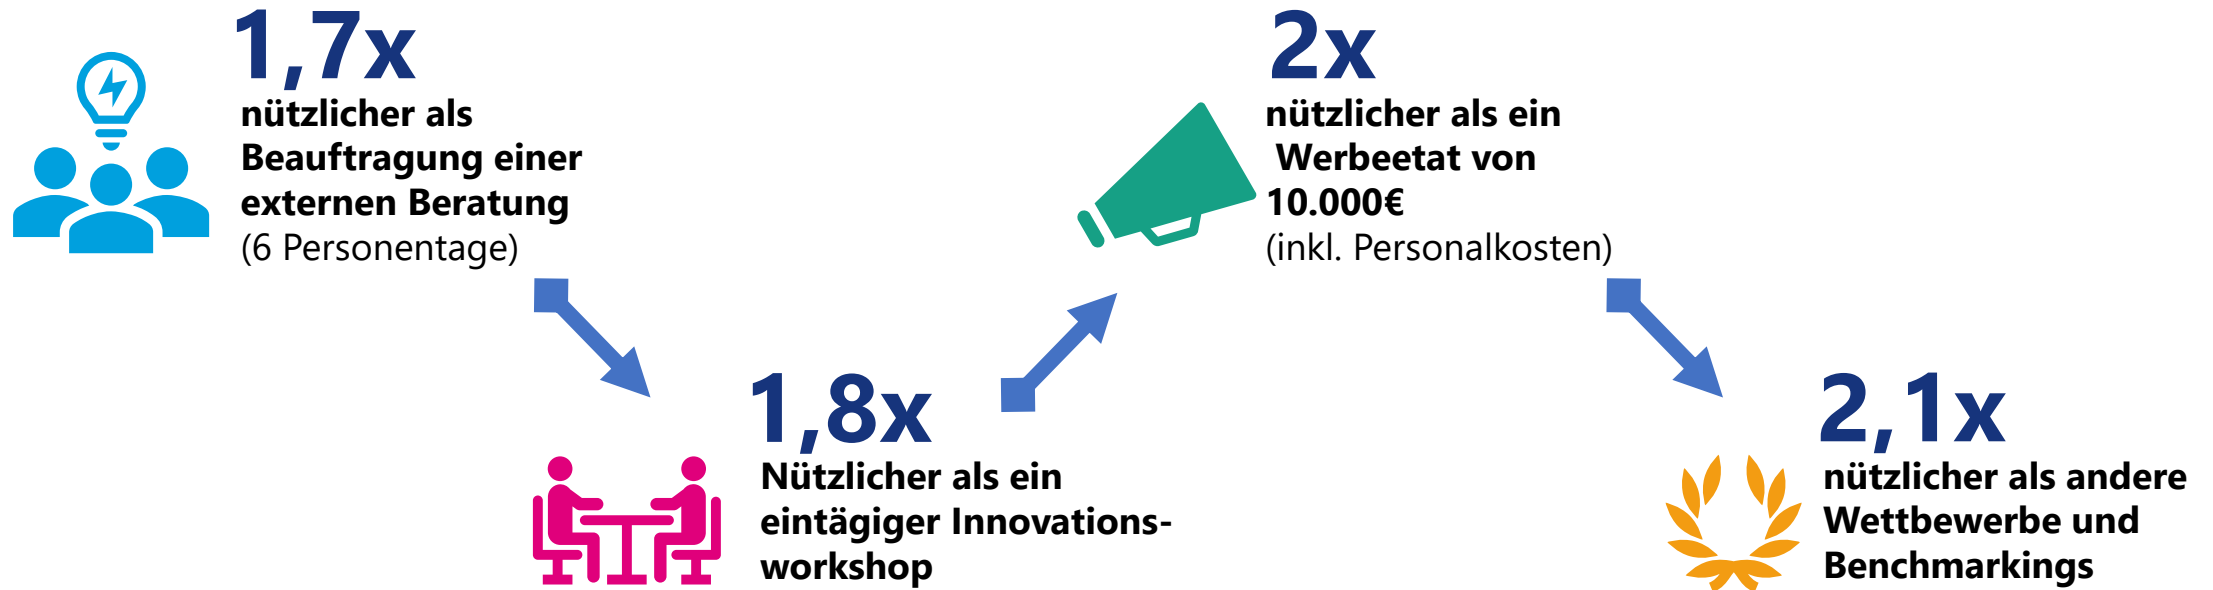 1,7x
nützlicher als
Beauftragung einer
externen Beratung
(6 Personentage)
1,8x
Nützlicher als ein
eintägiger Innovations-
workshop
2x
nützlicher als ein
Werbeetat von
10.000€
(inkl. Personalkosten)
2,1x
nützlicher als andere
Wettbewerbe und
Benchmarkings